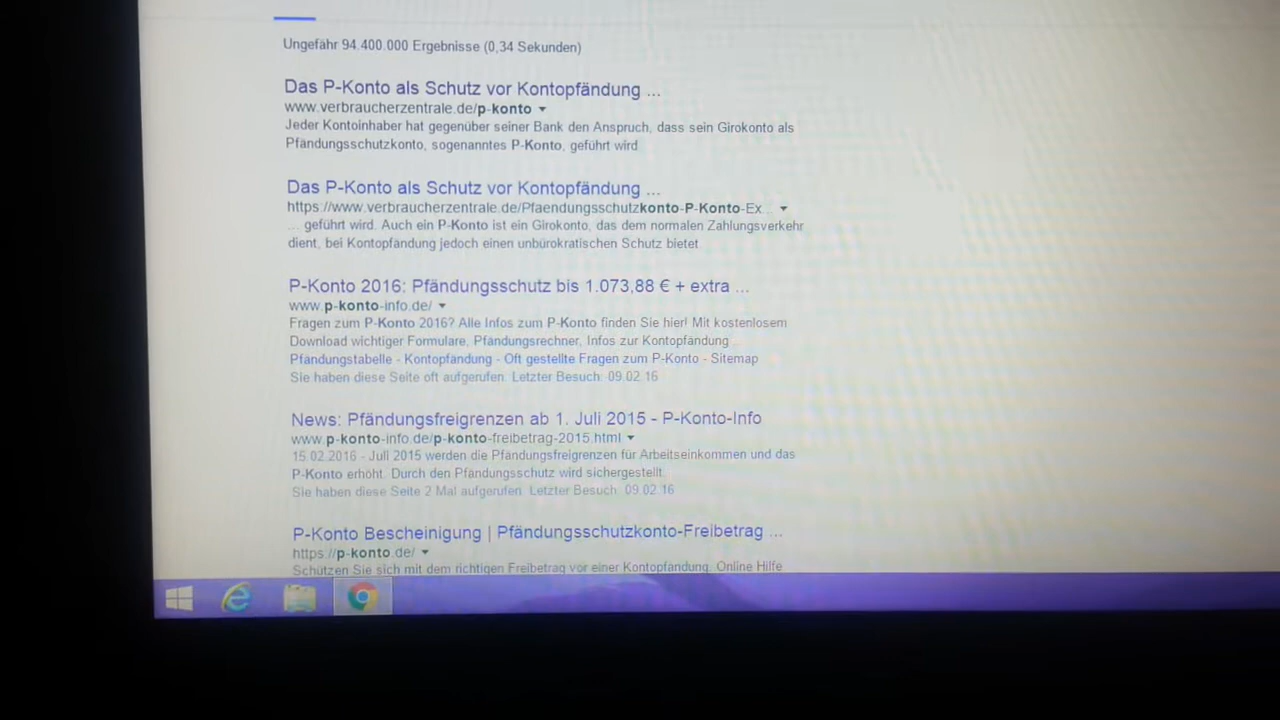 Ungefähr 94.400.000 Ergebnisse (0,34 Sekunden)
Das P-Konto als Schutz vor Kontopfändung ...
www.verbraucherzentrale.de/p-konto
Jeder Kontoinhaber hat gegenüber seiner Bank den Anspruch, dass sein Girokonto als
Pfändungsschutzkonto, sogenanntes P-Konto, geführt wird
Das P-Konto als Schutz vor Kontopfändung ...
https://www.verbraucherzentrale.de/Pfaendungsschutzkonto-P-Konto-Ex...
... geführt wird. Auch ein P-Konto ist ein Girokonto, das dem normalen Zahlungsverkehr
dient, bei Kontopfändung jedoch einen unbürokratischen Schutz bietet
P-Konto 2016: Pfändungsschutz bis 1.073,88 € + extra ...
www.p-konto-info.de/
Fragen zum P-Konto 2016? Alle Infos zum P-Konto finden Sie hier! Mit kostenlosem
Download wichtiger Formulare, Pfändungsrechner, Infos zur Kontopfändung ...
Pfändungstabelle - Kontopfändung - Oft gestellte Fragen zum P-Konto - Sitemap
Sie haben diese Seite oft aufgerufen. Letzter Besuch: 09.02.16
News: Pfändungsfreigrenzen ab 1. Juli 2015 - P-Konto-Info
www.p-konto-info.de/p-konto-freibetrag-2015.html
15.02.2016 - Juli 2015 werden die Pfändungsfreigrenzen für Arbeitseinkommen und das
P-Konto erhöht. Durch den Pfändungsschutz wird sichergestellt.
Sie haben diese Seite 2 Mal aufgerufen. Letzter Besuch: 09.02.16
P-Konto Bescheinigung | Pfändungsschutzkonto-Freibetrag ...
https://p-konto.de/
Schützen Sie sich mit dem richtigen Freibetrag vor einer Kontopfändung. Online Hilfe